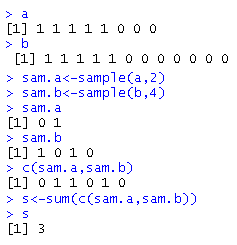 > a
[1] 1 1 1 1 1 0 0 0
> b
[1] 1 1 1 1 1 0 0 0 0 0 0 0
> sam.a<-sample(a,2)
> sam.b<-sample(b,4)
> sam.a
[1] 0 1
> sam.b
[1] 1 0 1 0
> c(sam.a,sam.b)
[1] 0 1 1 0 1 0
> s<-sum(c(sam.a,sam.b))
> s
[1] 3